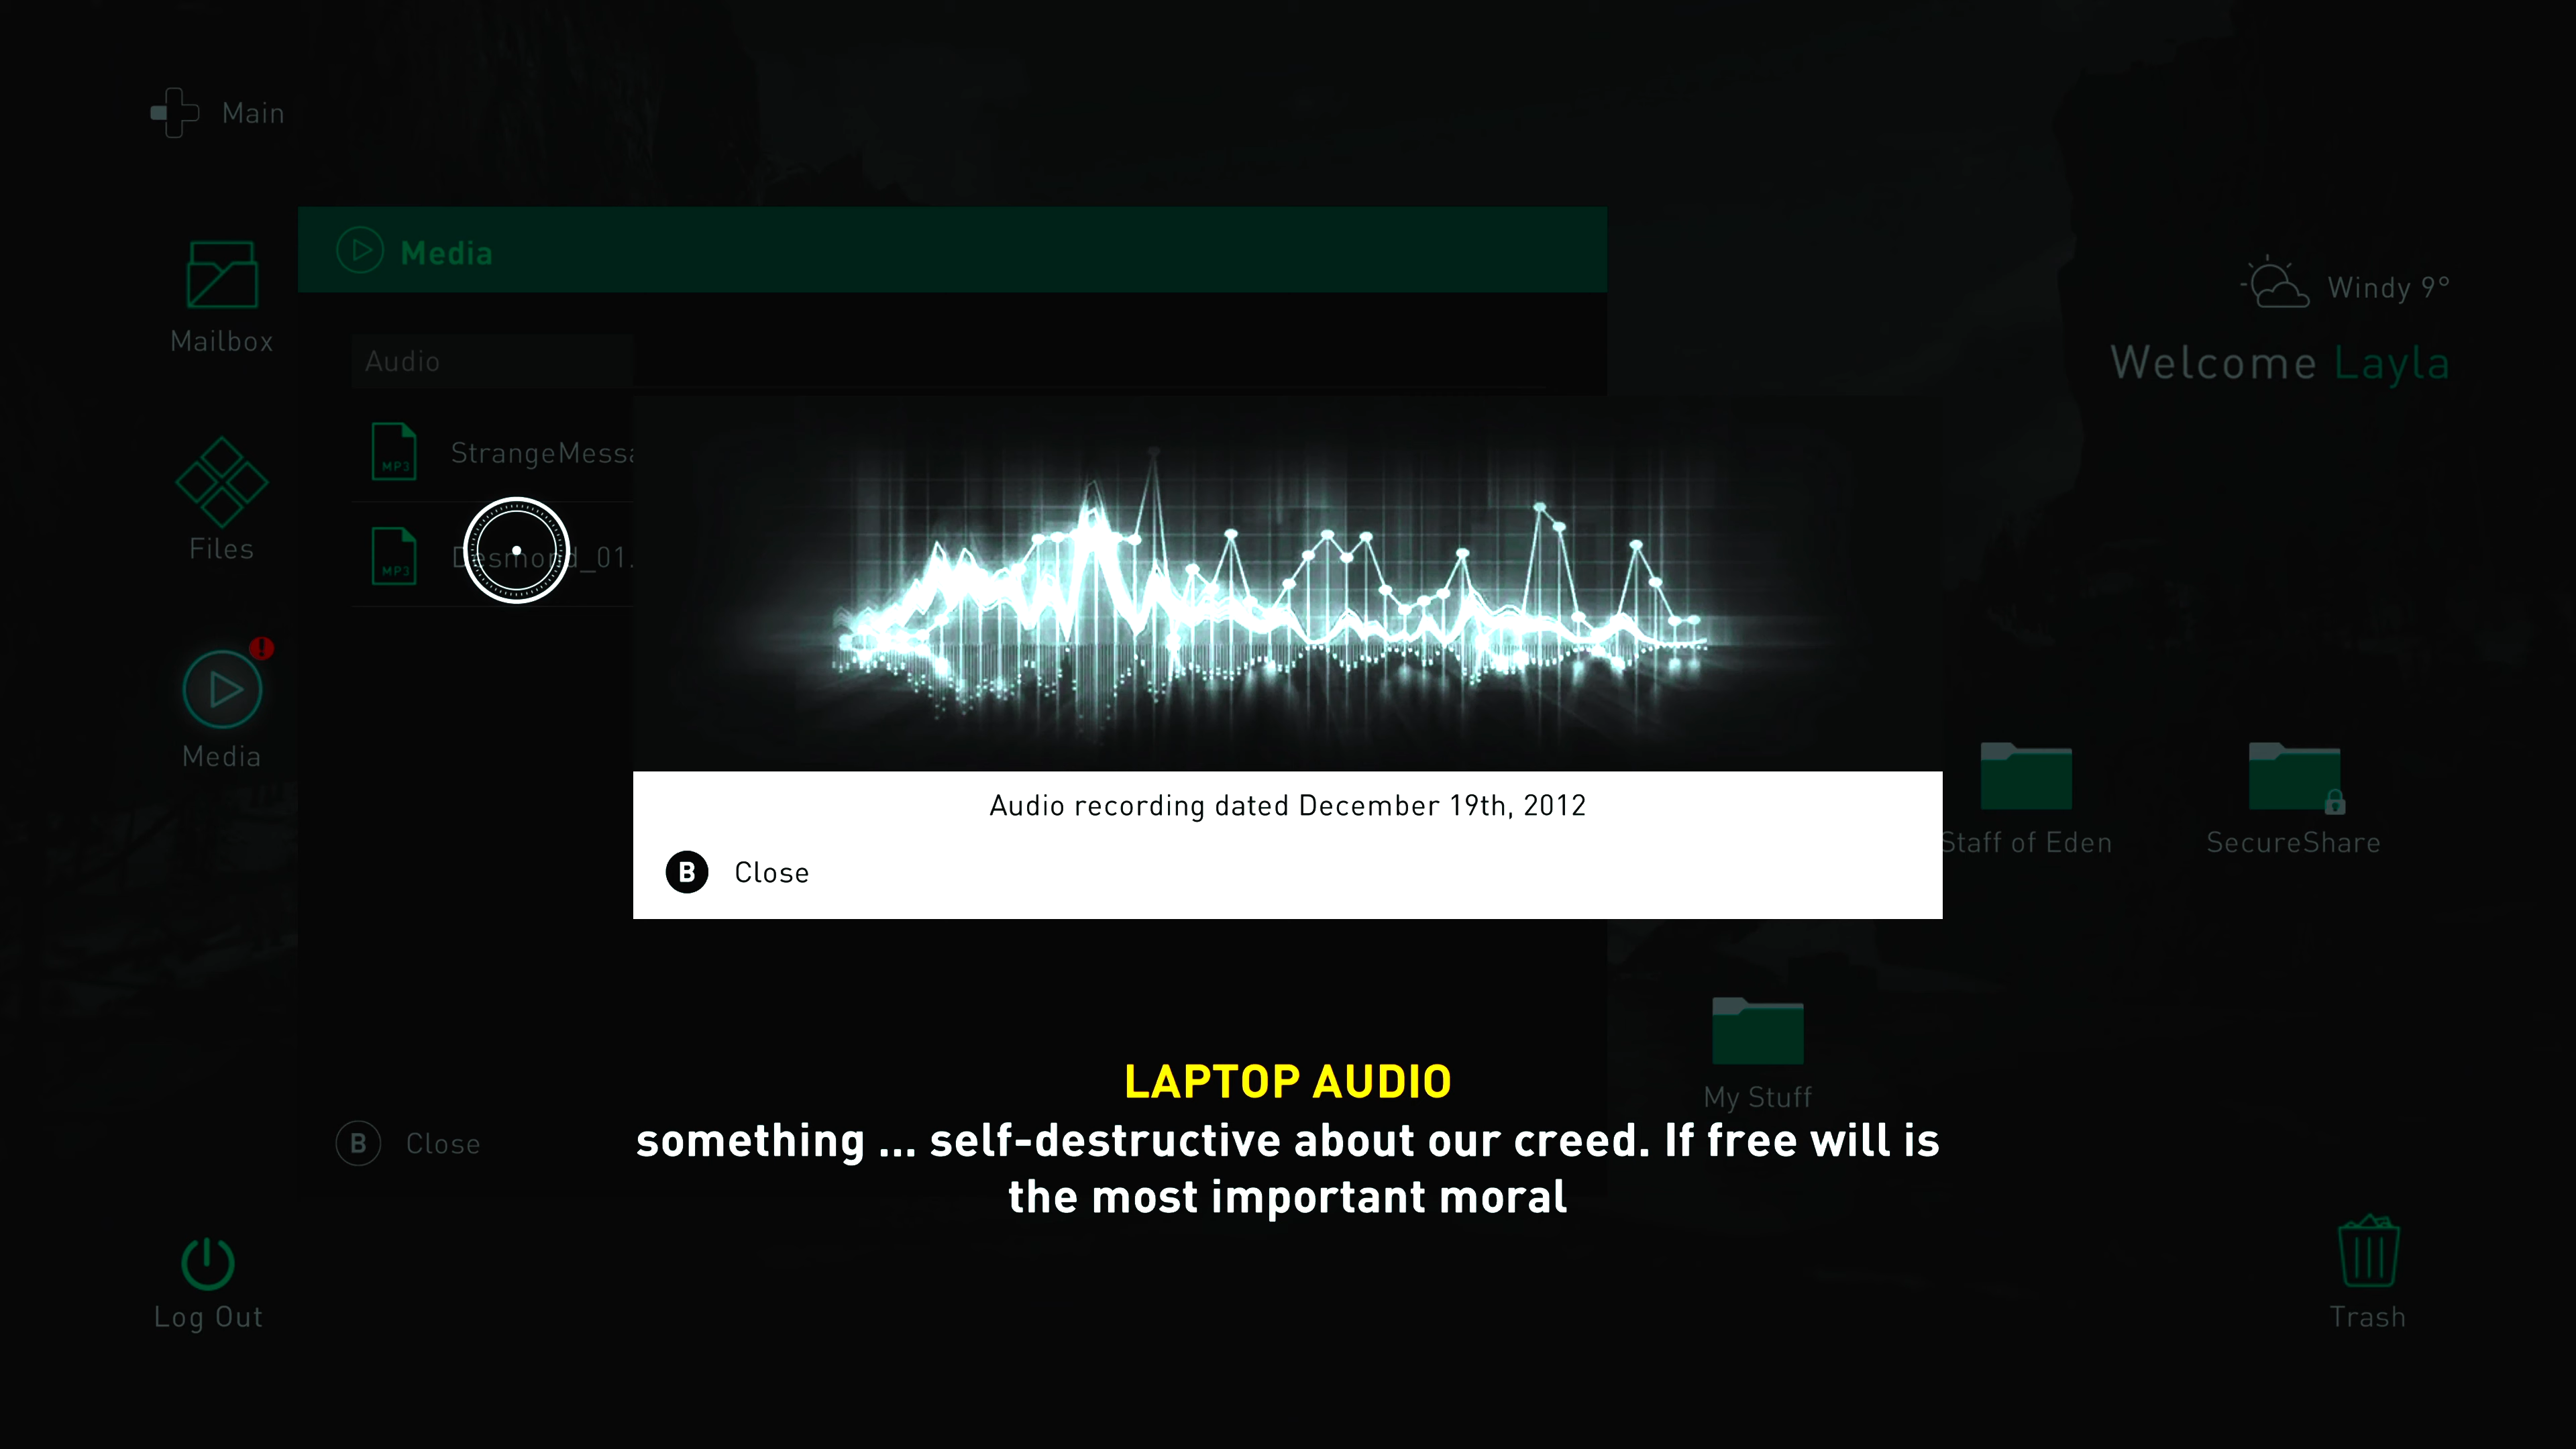 Main
Media
Mailbox
Windy 9°
Audio
Welcome Layla
MP3
StrangeMessa
Files
MP3
Desmond_01.
Media
Audio recording dated December 19th, 2012
Staff of Eden
SecureShare
B Close
LAPTOP AUDIO
My Stuff
B Close
something ... self-destructive about our creed. If free will is
the most important moral
Log Out
Trash